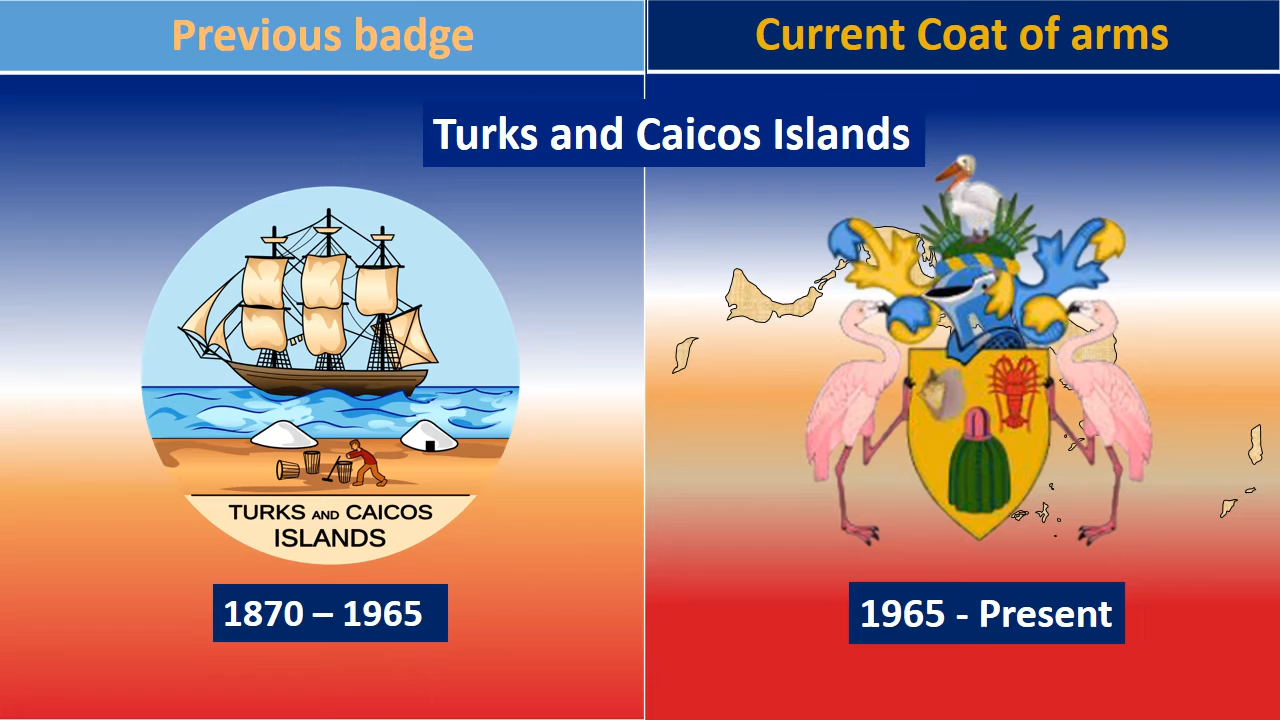 Previous badge
Current Coat of arms
Turks and Caicos Islands
TURKS AND CAICOS
ISLANDS
1870 – 1965
1965 - Present